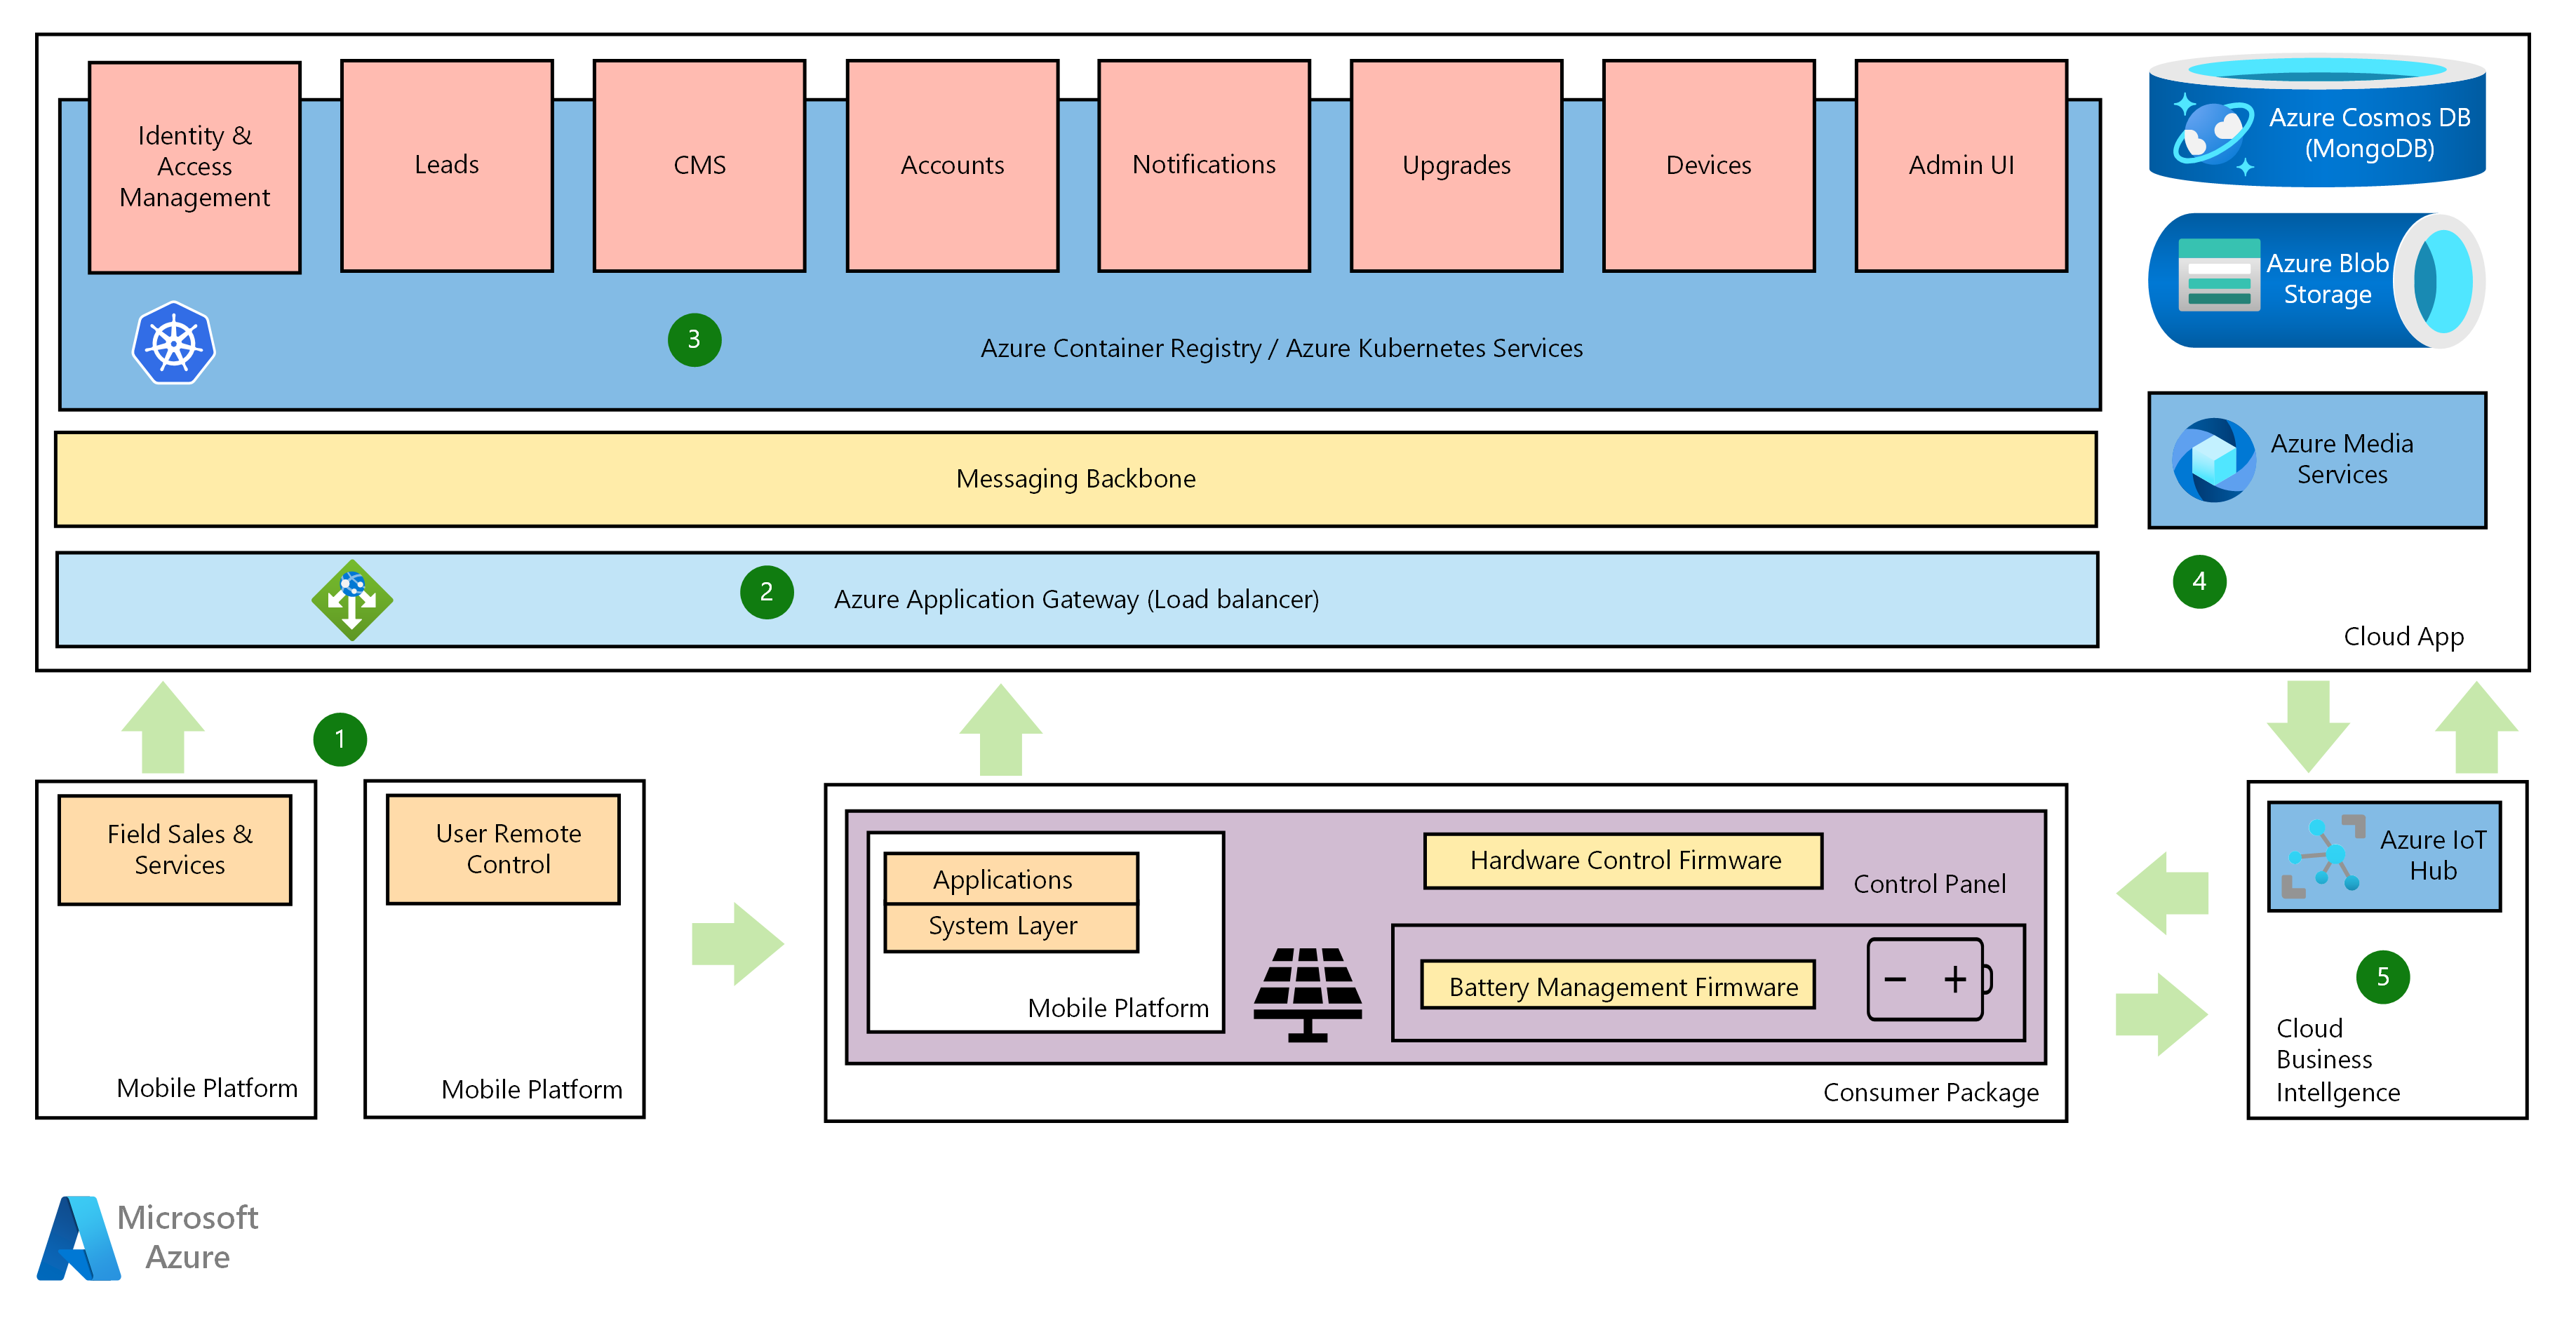 Identity &
Access
Management
Leads
CMS
Accounts
Notifications
Upgrades
Devices
Admin UI
3
Azure Container Registry / Azure Kubernetes Services
Messaging Backbone
2
Azure Application Gateway (Load balancer)
Azure Cosmos DB
(MongoDB)
Azure Blob
Storage
Azure Media
Services
4
Cloud App
1
Field Sales &
Services
Mobile Platform
User Remote
Control
Mobile Platform
Applications
System Layer
Mobile Platform
Hardware Control Firmware
Control Panel
Battery Management Firmware
− +
Consumer Package
Azure IoT
Hub
5
Cloud
Business
Intellgence
Microsoft
Azure